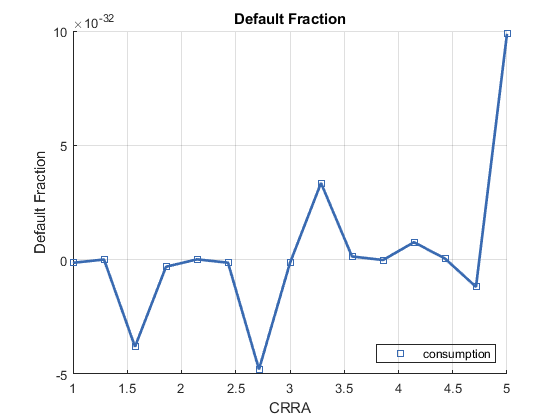 Default Fraction
×10^-32
10
5
0
-5
Default Fraction
1 1.5 2 2.5 3 3.5 4 4.5 5
CRRA
consumption